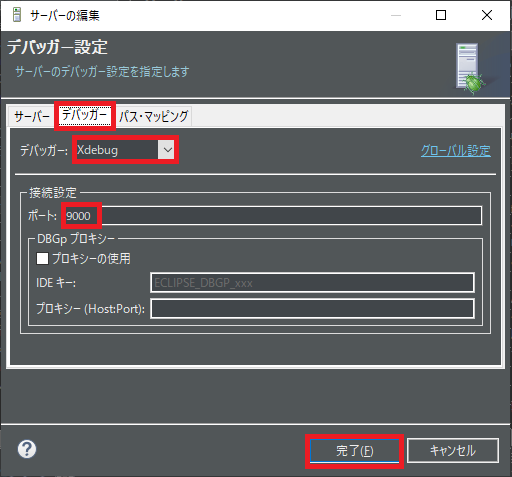 サーバーの編集
デバッガー設定
サーバーのデバッガー設定を指定します
サーバー デバッガー パス・マッピング
デバッガー: Xdebug グローバル設定
接続設定
ポート: 9000
DBGp プロキシー
プロキシーの使用
IDE キー: ECLIPSE_DBGP_xxx
プロキシー (Host:Port):
? 完了(F) キャンセル